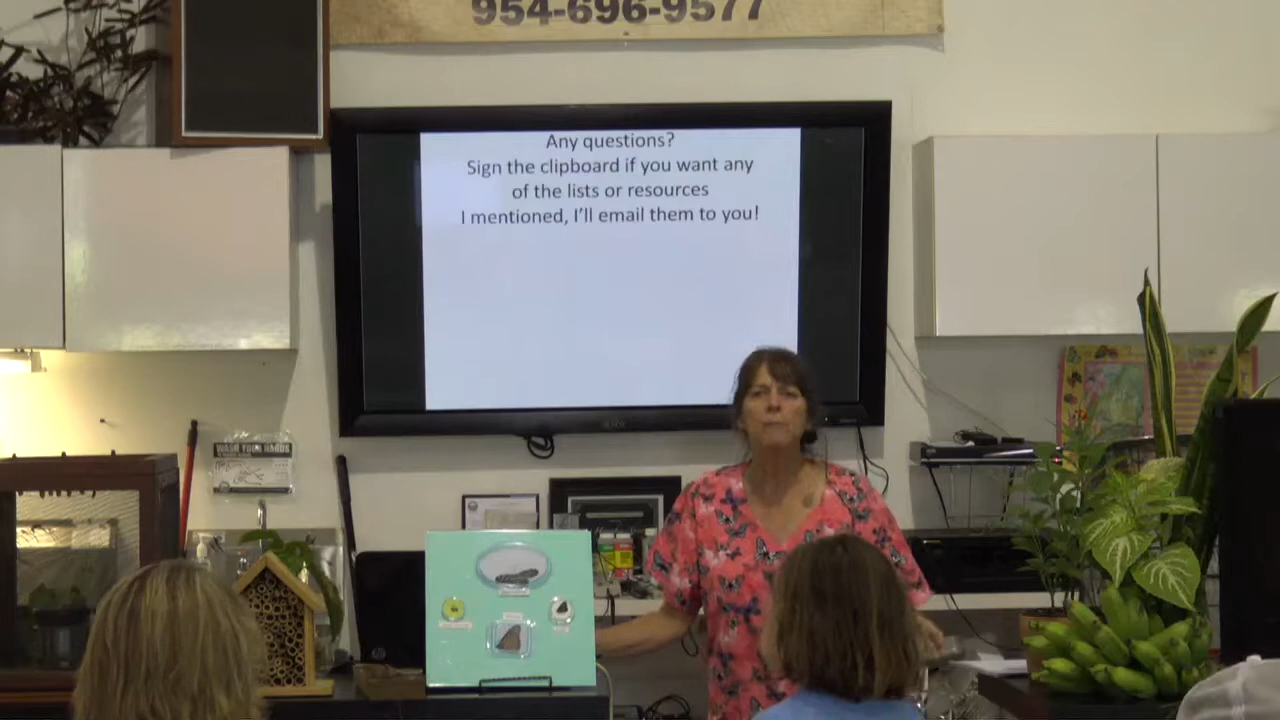 954-696-9577
Any questions?
Sign the clipboard if you want any
of the lists or resources
I mentioned, I'll email them to you!
WASH YOUR HANDS